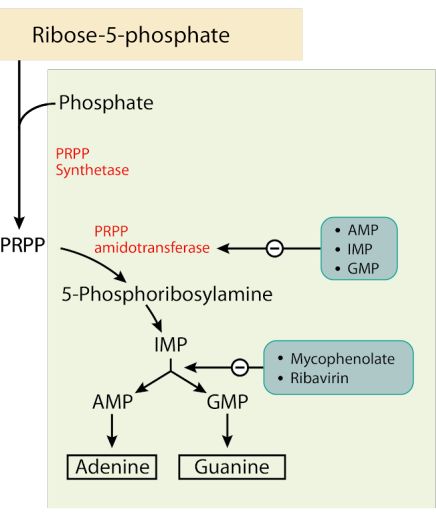 Ribose-5-phosphate
Phosphate
PRPP
Synthetase
PRPP
amidotransferase
• AMP
• IMP
• GMP
PRPP
5-Phosphoribosylamine
IMP
• Mycophenolate
• Ribavirin
AMP
GMP
Adenine
Guanine